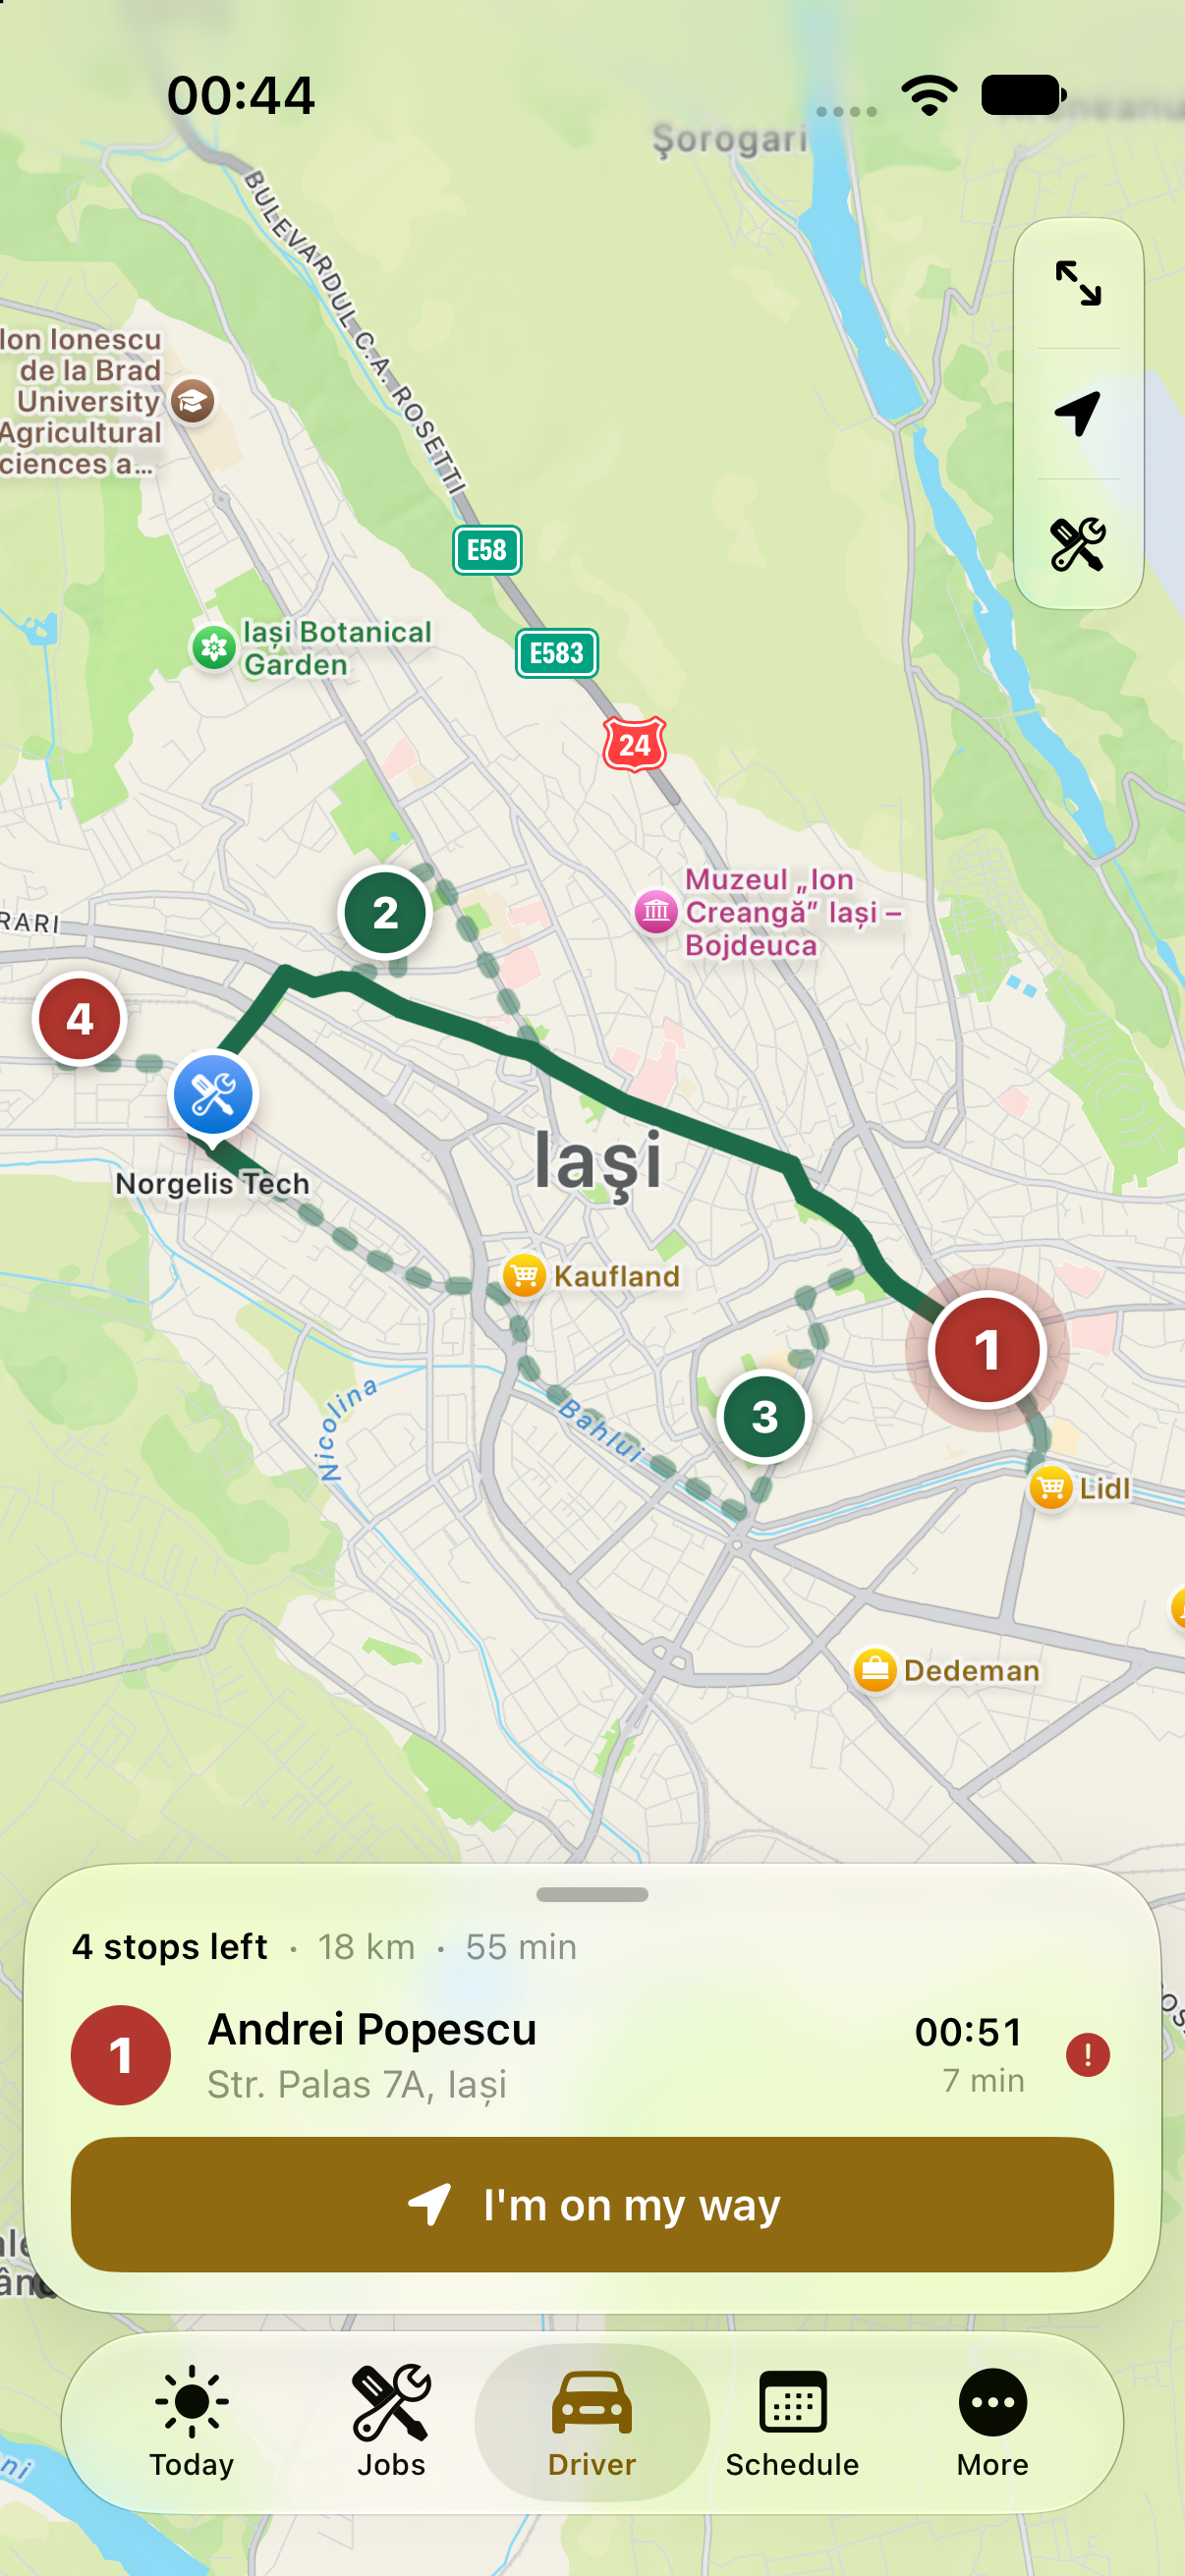 00:44
Şorogari
BULEVARDUL C.A. ROSETTI
Ion Ionescu
de la Brad
University
Agricultural
ciences a...
E58
Iași Botanical
Garden
E583
24
Muzeul „Ion
Creangă” Iași –
Bojdeuca
RARI
2
4
Norgelis Tech
Iaşi
Kaufland
1
Nicolina
Bahlui
3
Lidl
Dedeman
4 stops left · 18 km · 55 min
1
Andrei Popescu
00:51
!
Str. Palas 7A, Iași
7 min
I'm on my way
Today
Jobs
Driver
Schedule
More